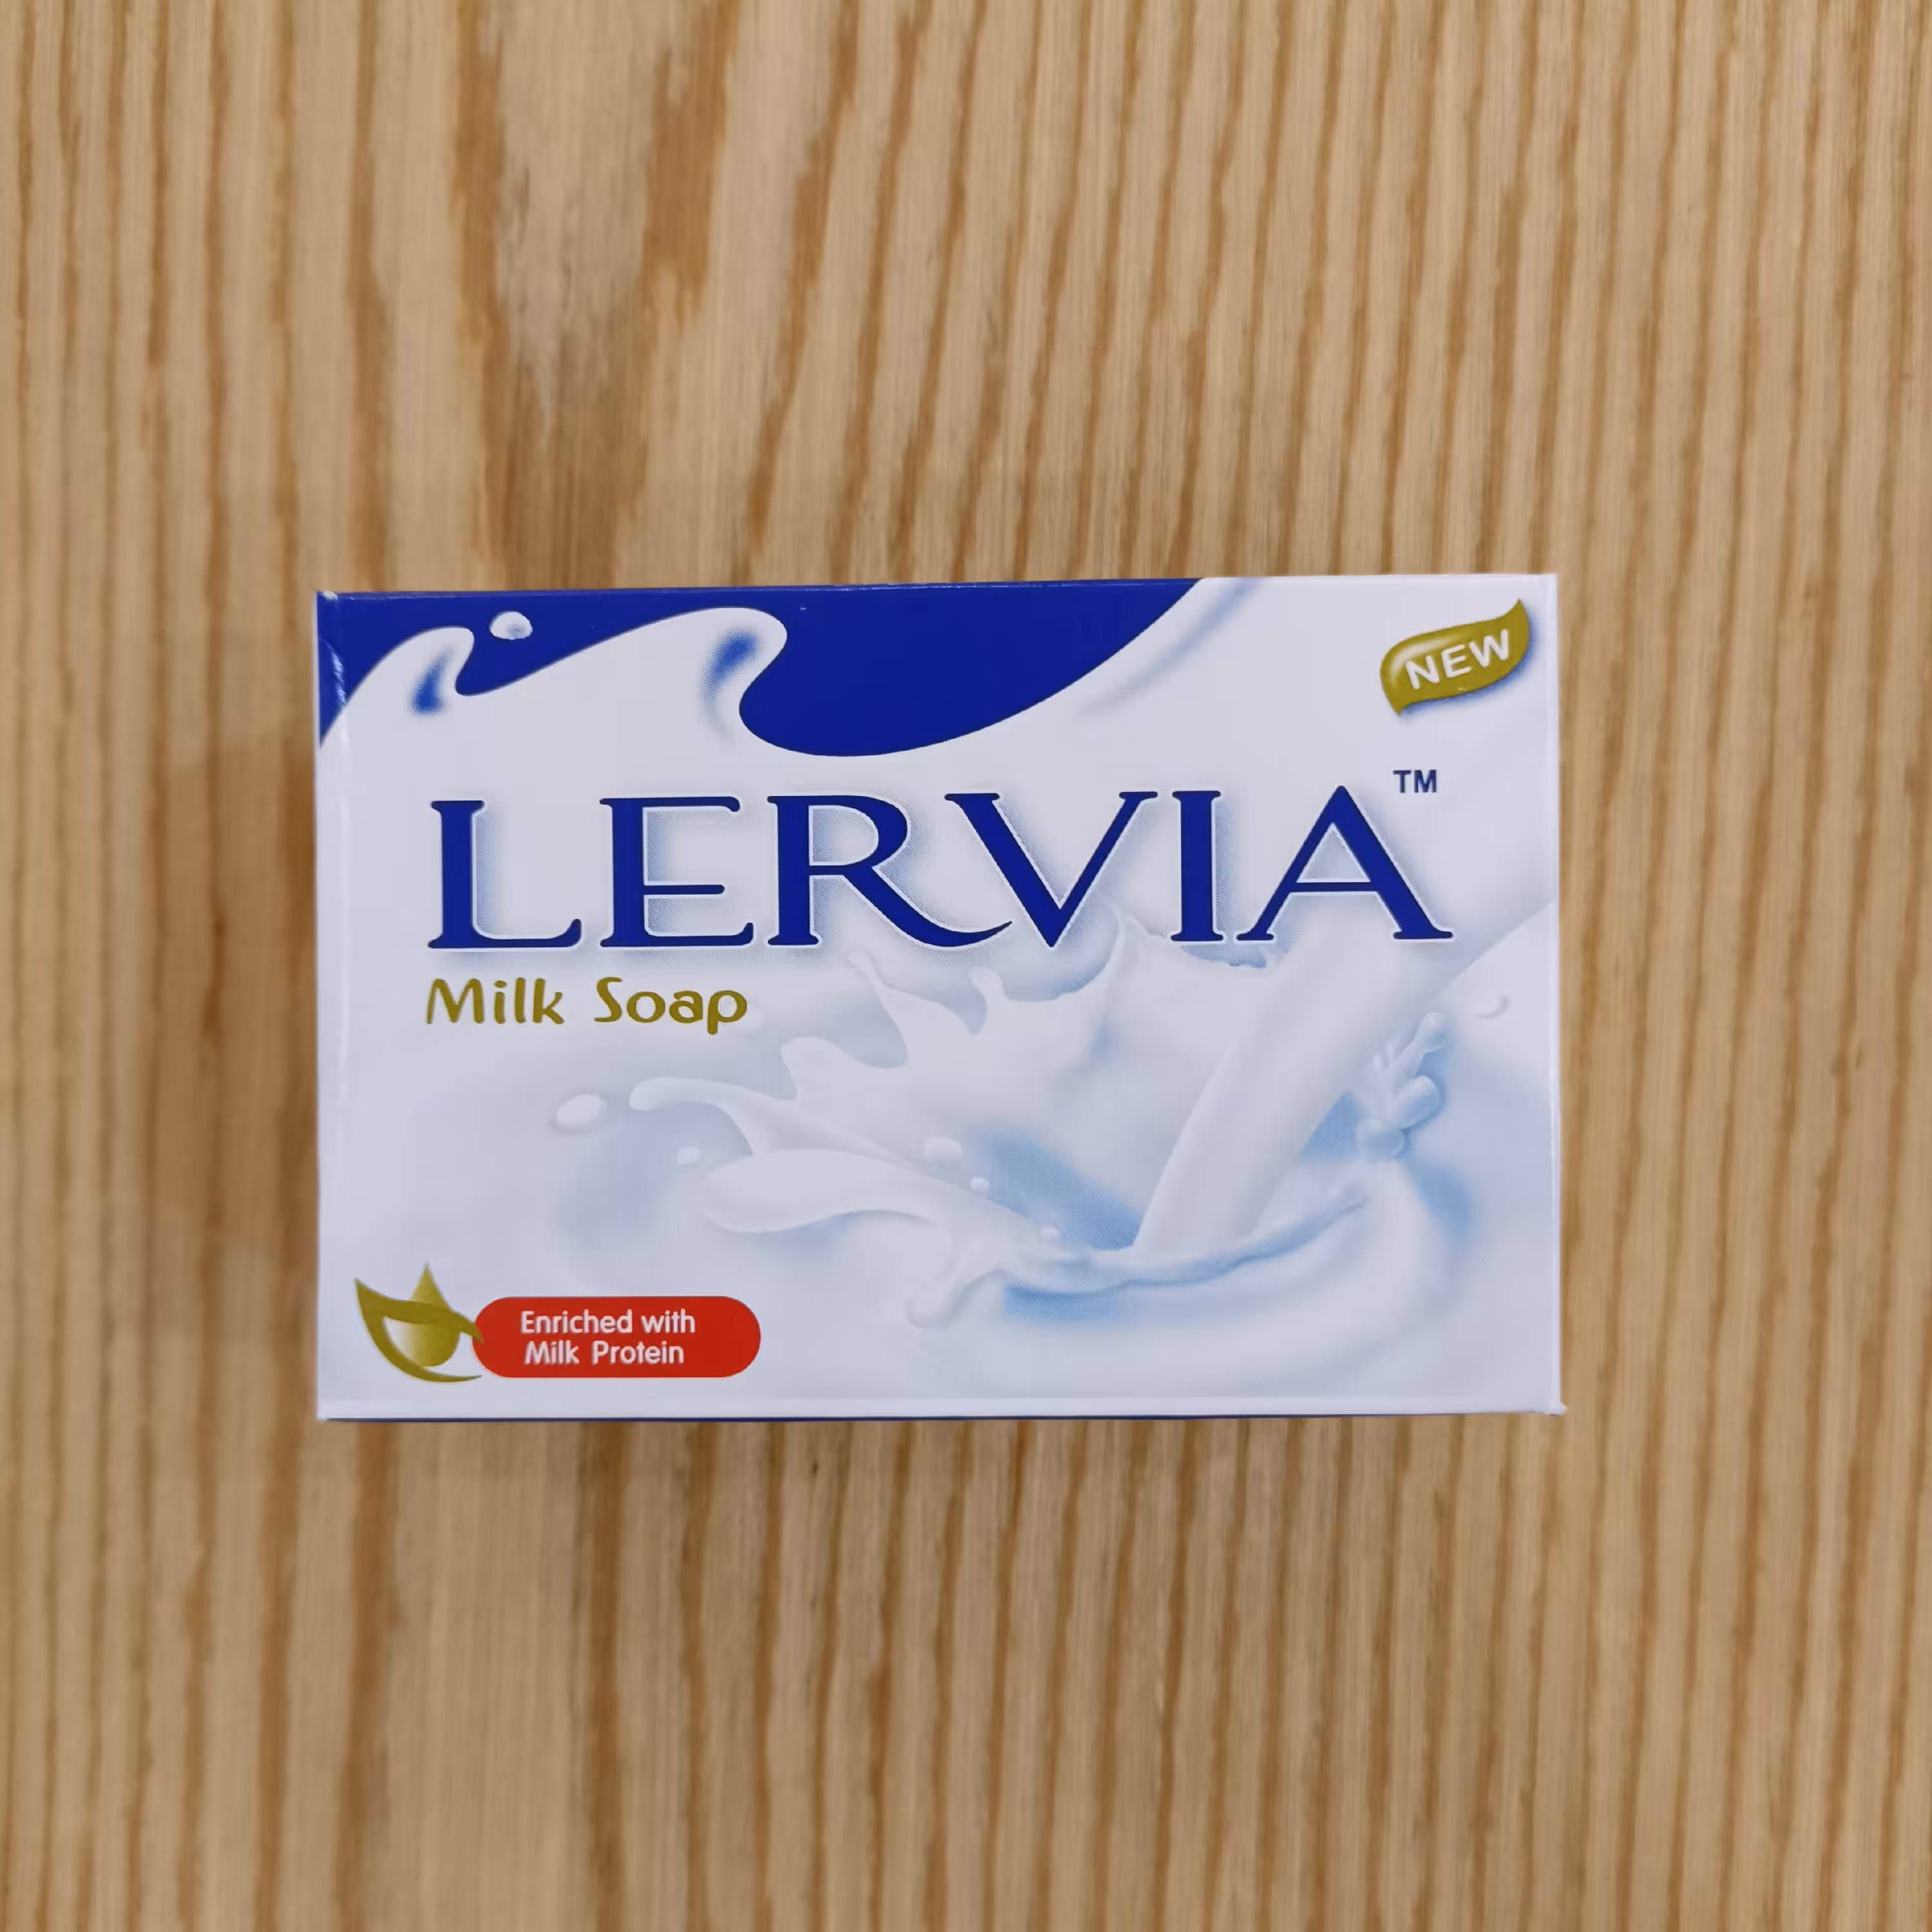 NEW
LERVIA™
Milk Soap
Enriched with
Milk Protein